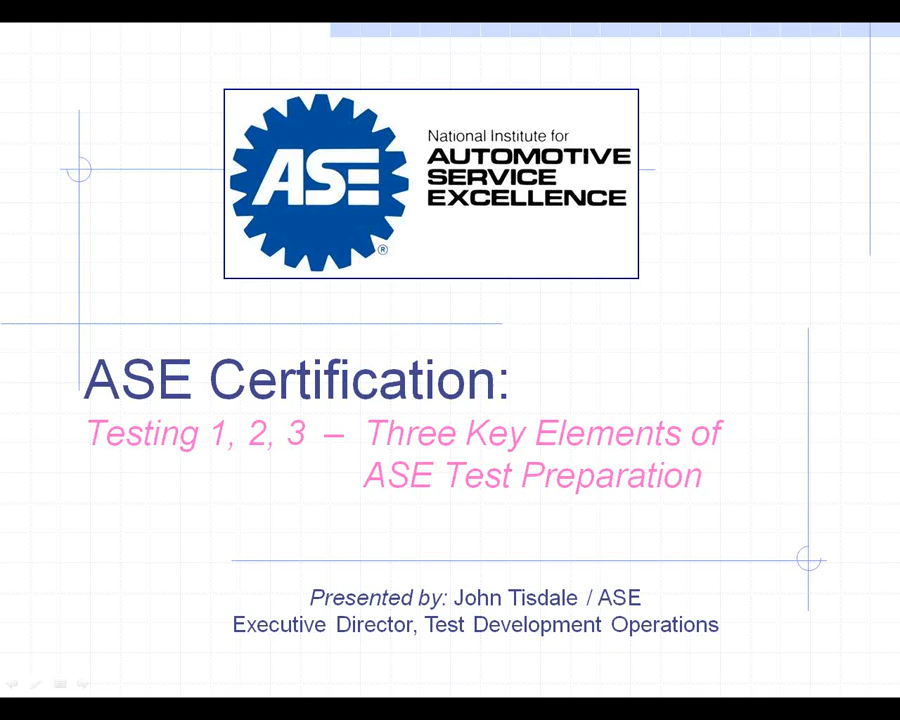 ASE
®
National Institute for
AUTOMOTIVE
SERVICE
EXCELLENCE
ASE Certification:
Testing 1, 2, 3 – Three Key Elements of
ASE Test Preparation
Presented by: John Tisdale / ASE
Executive Director, Test Development Operations